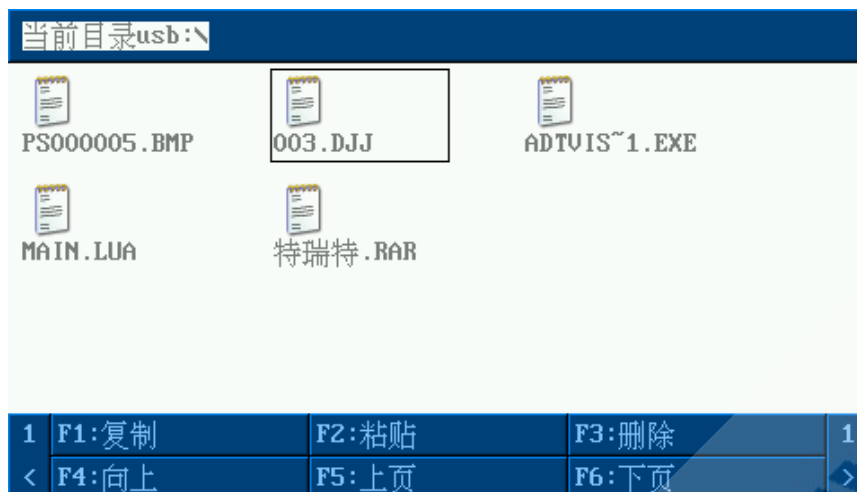 当前目录usb:\
PS000005.BMP 003.DJJ ADTVIS~1.EXE
MAIN.LUA 特瑞特.RAR
1 F1:复制 F2:粘贴 F3:删除 1
< F4:向上 F5:上页 F6:下页 >